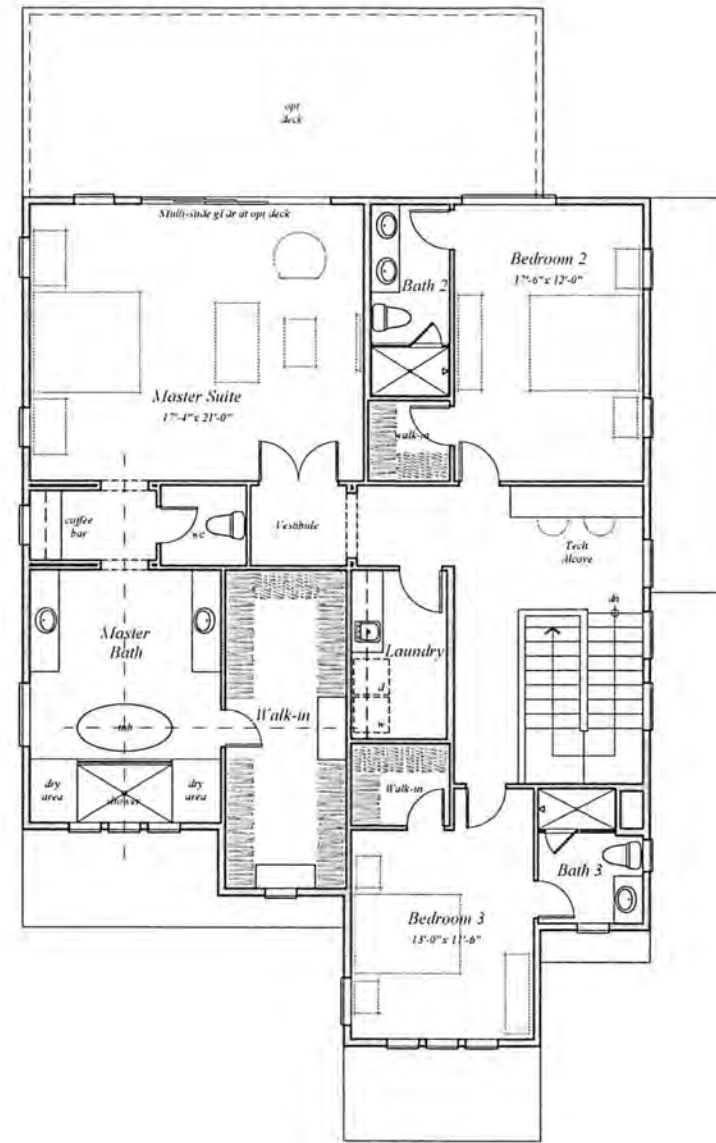 opt
deck
Multi-slide gl dr at opt deck
Bedroom 2
17'-6" x 12'-0"
Bath 2
Master Suite
17'-4" x 21'-0"
walk-in
coffee
bar
wc
Vestibule
Tech
Alcove
dn
Master
Bath
Laundry
d
w
tub
Walk-in
dry
area
shower
dry
area
Walk-in
Bath 3
Bedroom 3
13'-0" x 11'-6"